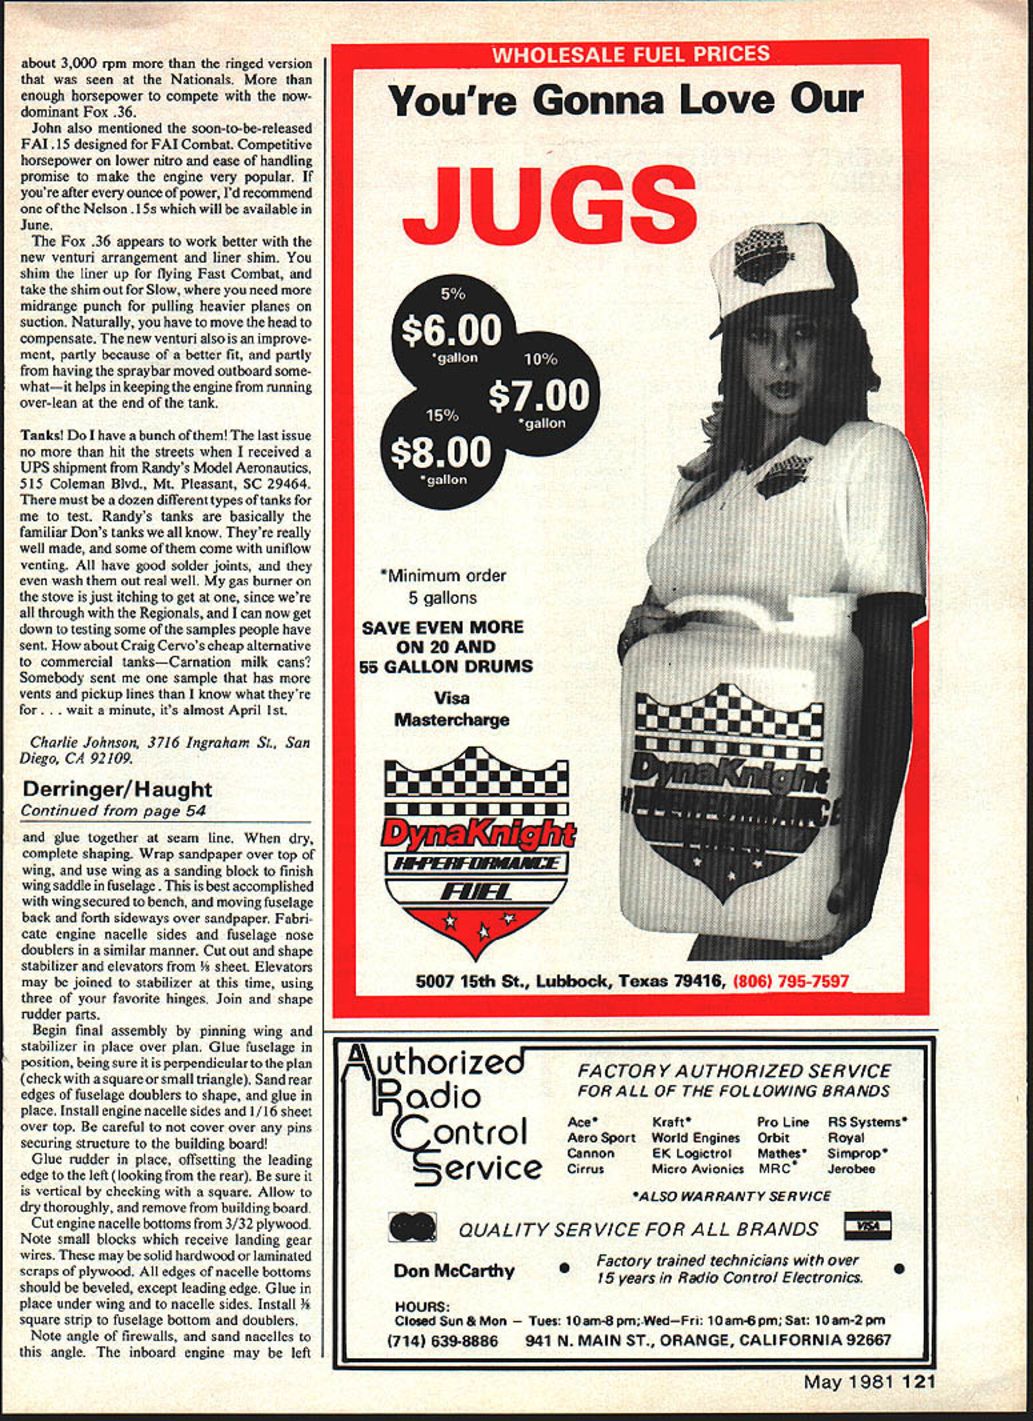 about 3,000 rpm more than the ringed version
that was seen at the Nationals. More than
enough horsepower to compete with the now-
dominant Fox .36.
John also mentioned the soon-to-be-released
FAI .15 designed for FAI Combat. Competitive
horsepower on lower nitro and ease of handling
promise to make the engine very popular. If
you're after every ounce of power, I'd recommend
one of the Nelson .15s which will be available in
June.
The Fox .36 appears to work better with the
new venturi arrangement and liner shim. You
shim the liner up for flying Fast Combat, and
take the shim out for Slow, where you need more
midrange punch for pulling heavier planes on
suction. Naturally, you have to move the head to
compensate. The new venturi also is an improve-
ment, partly because of a better fit, and partly
from having the spraybar moved outboard some-
what—it helps in keeping the engine from running
over-lean at the end of the tank.
Tanks! Do I have a bunch of them! The last issue
no more than hit the streets when I received a
UPS shipment from Randy's Model Aeronautics,
515 Coleman Blvd., Mt. Pleasant, SC 29464.
There must be a dozen different types of tanks for
me to test. Randy's tanks are basically the
familiar Don's tanks we all know. They're really
well made, and some of them come with uniflow
venting. All have good solder joints, and they
even wash them out real well. My gas burner on
the stove is just itching to get at one, since we're
all through with the Regionals, and I can now get
down to testing some of the samples people have
sent. How about Craig Cervo's cheap alternative
to commercial tanks—Carnation milk cans?
Somebody sent me one sample that has more
vents and pickup lines than I know what they're
for . . . wait a minute, it's almost April 1st.
Charlie Johnson, 3716 Ingraham St., San
Diego, CA 92109.
Derringer/Haught
Continued from page 54
and glue together at seam line. When dry,
complete shaping. Wrap sandpaper over top of
wing, and use wing as a sanding block to finish
wing saddle in fuselage . This is best accomplished
with wing secured to bench, and moving fuselage
back and forth sideways over sandpaper. Fabri-
cate engine nacelle sides and fuselage nose
doublers in a similar manner. Cut out and shape
stabilizer and elevators from ⅛ sheet. Elevators
may be joined to stabilizer at this time, using
three of your favorite hinges. Join and shape
rudder parts.
Begin final assembly by pinning wing and
stabilizer in place over plan. Glue fuselage in
position, being sure it is perpendicular to the plan
(check with a square or small triangle). Sand rear
edges of fuselage doublers to shape, and glue in
place. Install engine nacelle sides and 1/16 sheet
over top. Be careful to not cover over any pins
securing structure to the building board!
Glue rudder in place, offsetting the leading
edge to the left (looking from the rear). Be sure it
is vertical by checking with a square. Allow to
dry thoroughly, and remove from building board.
Cut engine nacelle bottoms from 3/32 plywood.
Note small blocks which receive landing gear
wires. These may be solid hardwood or laminated
scraps of plywood. All edges of nacelle bottoms
should be beveled, except leading edge. Glue in
place under wing and to nacelle sides. Install
square strip to fuselage bottom and doublers.
Note angle of firewalls, and sand nacelles to
this angle. The inboard engine may be left
WHOLESALE FUEL PRICES
You're Gonna Love Our
JUGS
5%
$6.00
*gallon
10%
$7.00
*gallon
15%
$8.00
*gallon
*Minimum order
5 gallons
SAVE EVEN MORE
ON 20 AND
55 GALLON DRUMS
Visa
Mastercharge
DynaKnight
HI-PERFORMANCE
FUEL
DynaKnight
HI-PERFORMANCE
FUEL
5007 15th St., Lubbock, Texas 79416, (806) 795-7597
Authorized
Radio
Control
Service
FACTORY AUTHORIZED SERVICE
FOR ALL OF THE FOLLOWING BRANDS
Ace* Kraft* Pro Line RS Systems*
Aero Sport World Engines Orbit Royal
Cannon EK Logictrol Mathes* Simprop*
Cirrus Micro Avionics MRC* Jerobee
*ALSO WARRANTY SERVICE
QUALITY SERVICE FOR ALL BRANDS
VISA
Don McCarthy • Factory trained technicians with over
15 years in Radio Control Electronics. •
HOURS:
Closed Sun & Mon — Tues: 10 am-8 pm; Wed—Fri: 10 am-6 pm; Sat: 10 am-2 pm
(714) 639-8886 941 N. MAIN ST., ORANGE, CALIFORNIA 92667
May 1981 121